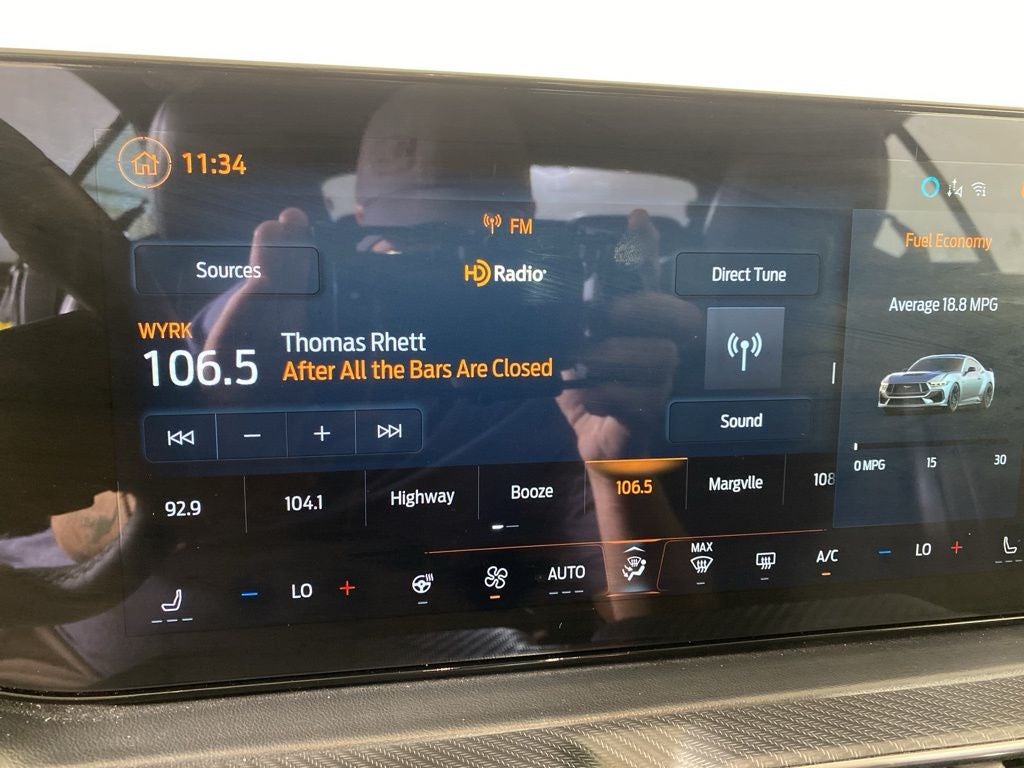 11:34
FM
Fuel Economy
Sources
HD Radio
Direct Tune
Average 18.8 MPG
WYRK
106.5
Thomas Rhett
After All the Bars Are Closed
Sound
0 MPG 15 30
92.9
104.1
Highway
Booze
106.5
Margvlle
108
LO
AUTO
MAX
A/C
LO